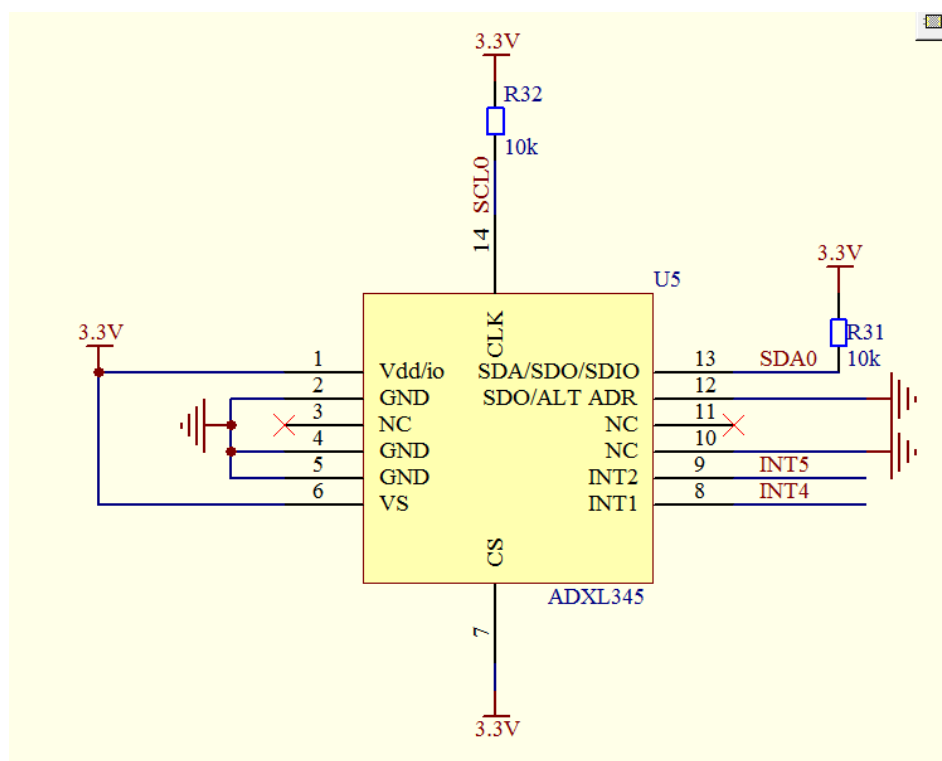 3.3V
R32
10k
SCL0
14
3.3V
U5
R31
10k
3.3V
CLK
1
Vdd/io
SDA/SDO/SDIO
13
SDA0
2
GND
SDO/ALT ADR
12
3
NC
NC
11
4
GND
NC
10
5
GND
INT2
9
INT5
6
VS
INT1
8
INT4
CS
ADXL345
7
3.3V